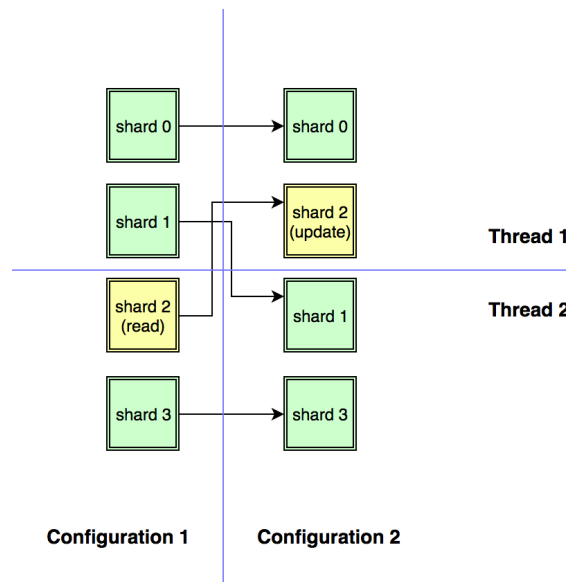 shard 0
shard 0
shard 1
shard 2
(update)
Thread 1
Thread 2
shard 2
(read)
shard 1
shard 3
shard 3
Configuration 1
Configuration 2